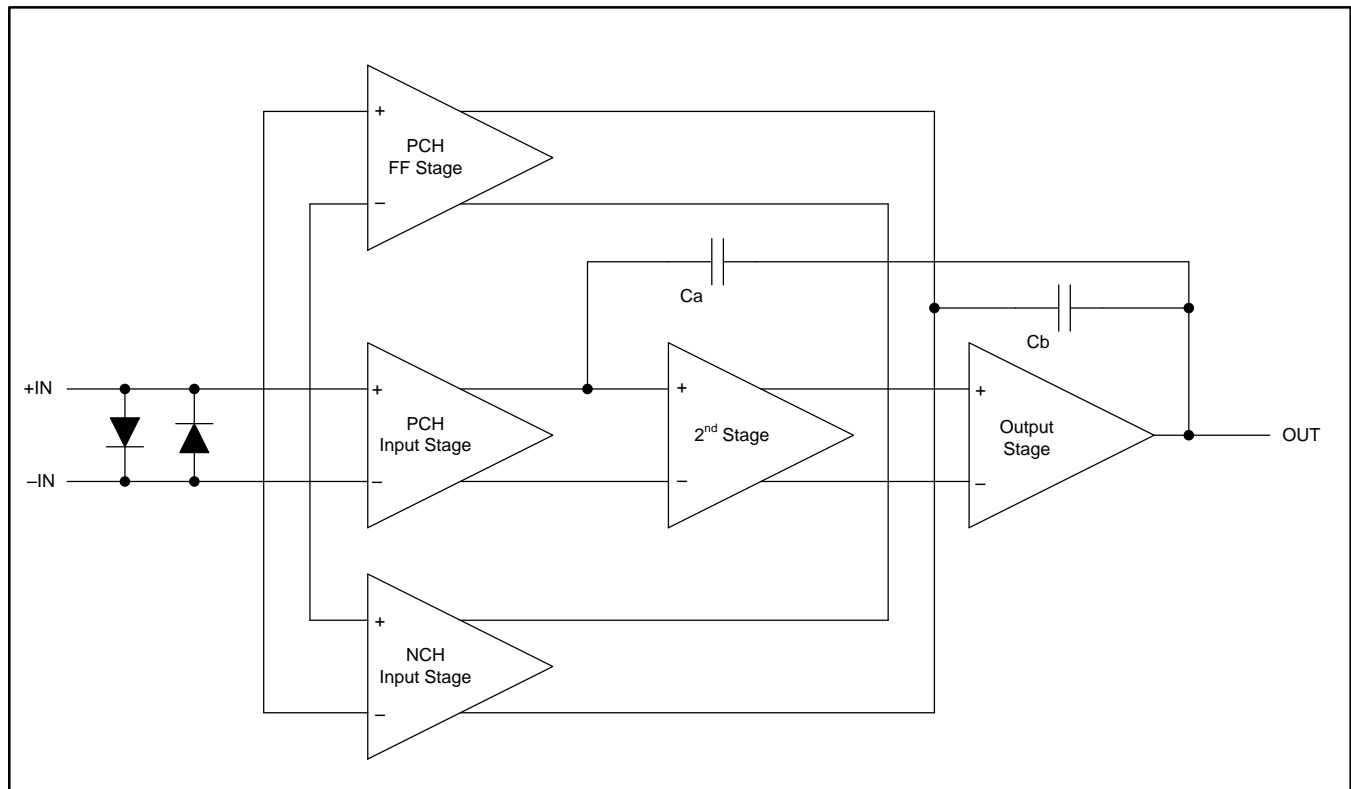 +
PCH
FF Stage
−
Ca
Cb
+IN
+
PCH
Input Stage
−
–IN
+
2nd Stage
−
+
Output
Stage
−
OUT
+
NCH
Input Stage
−